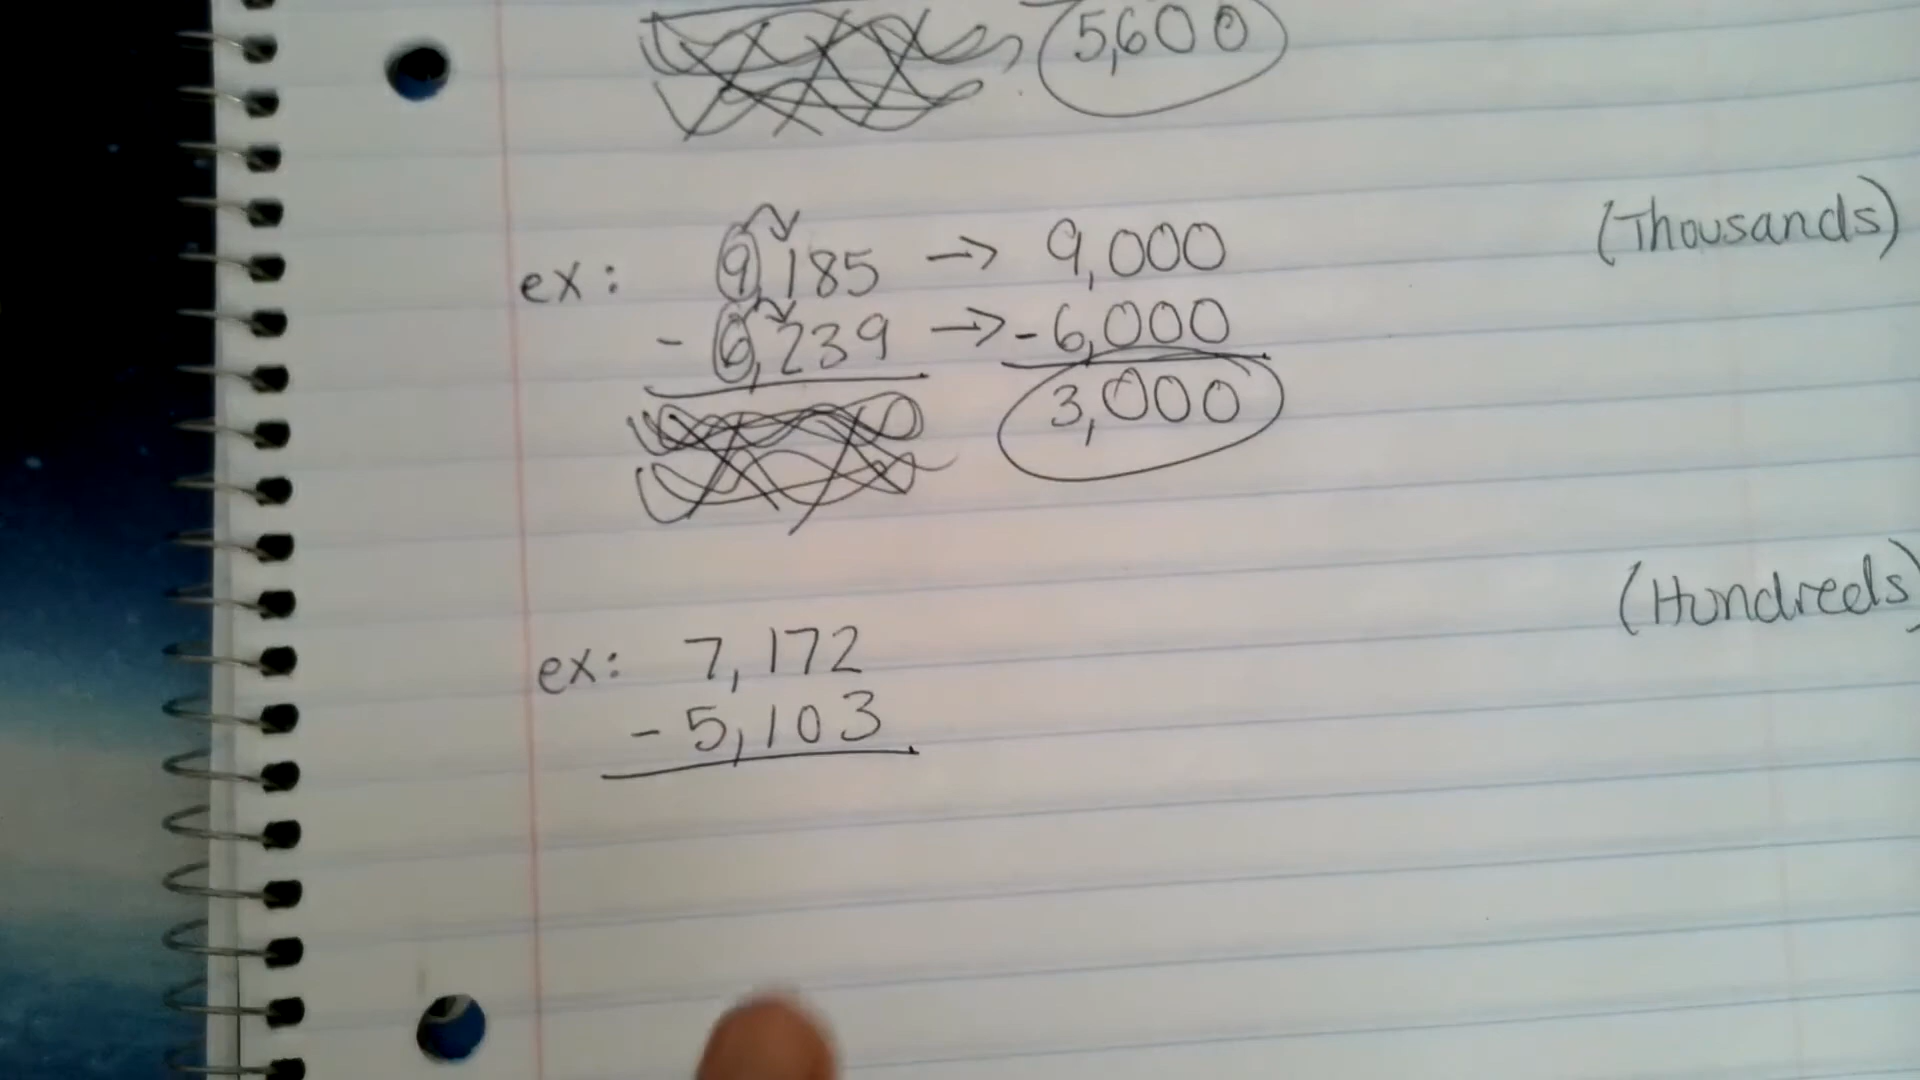 5,600
ex: 9,185 → 9,000 (Thousands)
- 6,239 → - 6,000
3,000
ex: 7,172 (Hundreds)
- 5,103